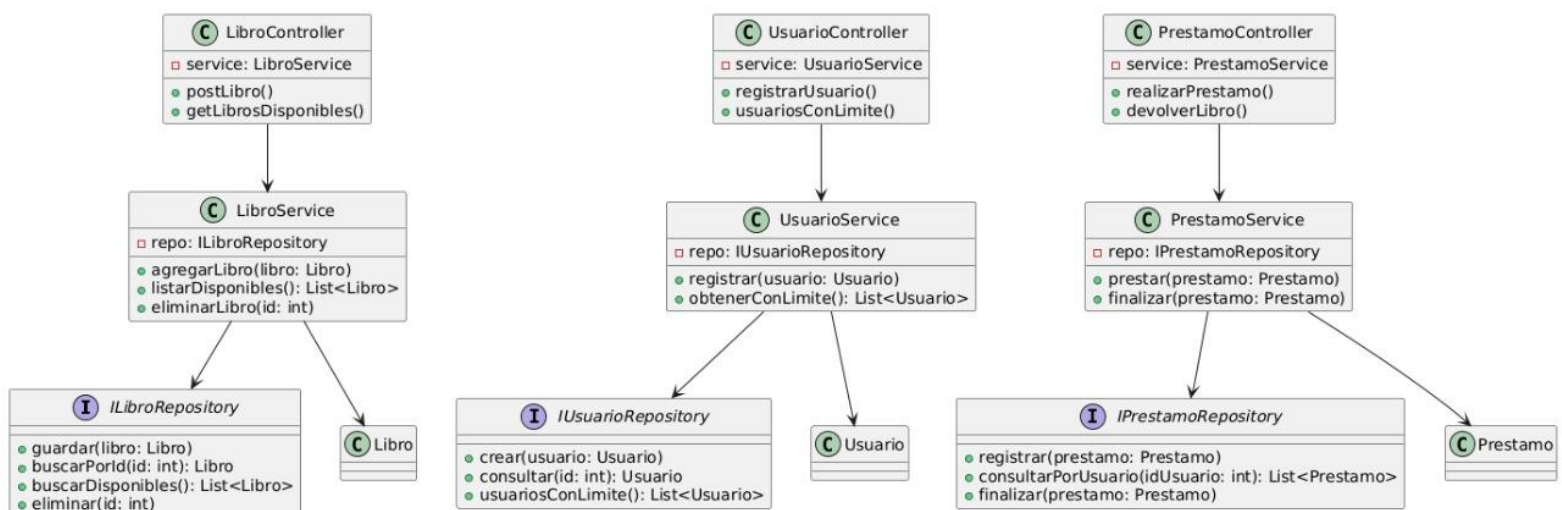 C LibroController
service: LibroService
postLibro()
getLibrosDisponibles()
C UsuarioController
service: UsuarioService
registrarUsuario()
usuariosConLimite()
C PrestamoController
service: PrestamoService
realizarPrestamo()
devolverLibro()
C LibroService
repo: ILibroRepository
agregarLibro(libro: Libro)
listarDisponibles(): List<Libro>
eliminarLibro(id: int)
C UsuarioService
repo: IUsuarioRepository
registrar(usuario: Usuario)
obtenerConLimite(): List<Usuario>
C PrestamoService
repo: IPrestamoRepository
prestar(prestamo: Prestamo)
finalizar(prestamo: Prestamo)
I ILibroRepository
guardar(libro: Libro)
buscarPorId(id: int): Libro
buscarDisponibles(): List<Libro>
eliminar(id: int)
C Libro
I IUsuarioRepository
crear(usuario: Usuario)
consultar(id: int): Usuario
usuariosConLimite(): List<Usuario>
C Usuario
I IPrestamoRepository
registrar(prestamo: Prestamo)
consultarPorUsuario(idUsuario: int): List<Prestamo>
finalizar(prestamo: Prestamo)
C Prestamo